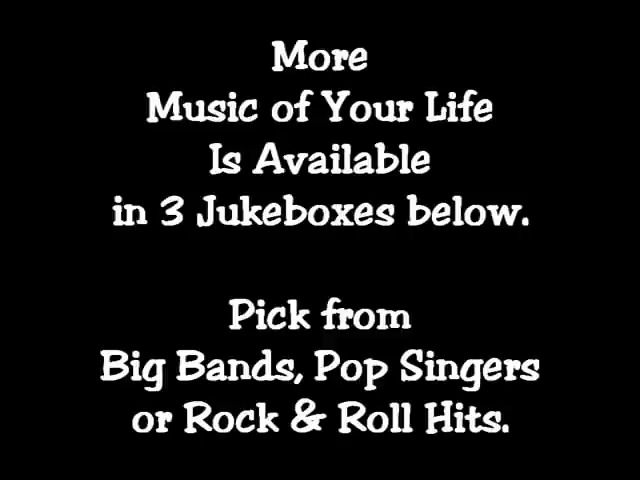 More
Music of Your Life
Is Available
in 3 Jukeboxes below.
Pick from
Big Bands, Pop Singers
or Rock & Roll Hits.